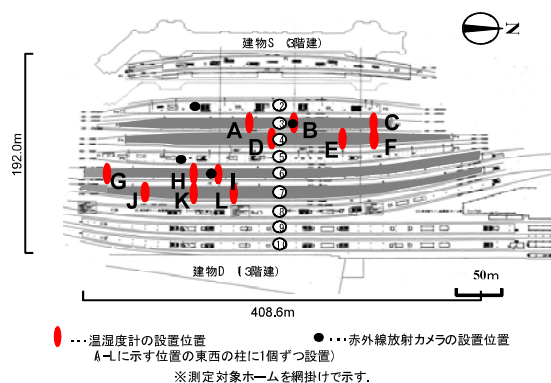 建物S (3階建)
N
192.0m
②
③
A
B
C
④
D
E
F
⑤
G
H
I
⑥
J
K
L
⑦
⑧
⑨
⑩
建物D (3階建)
50m
408.6m
・・・温湿度計の設置位置
A-Lに示す位置の東西の柱に1個ずつ設置)
・・・赤外線放射カメラの設置位置
※測定対象ホームを網掛けで示す.